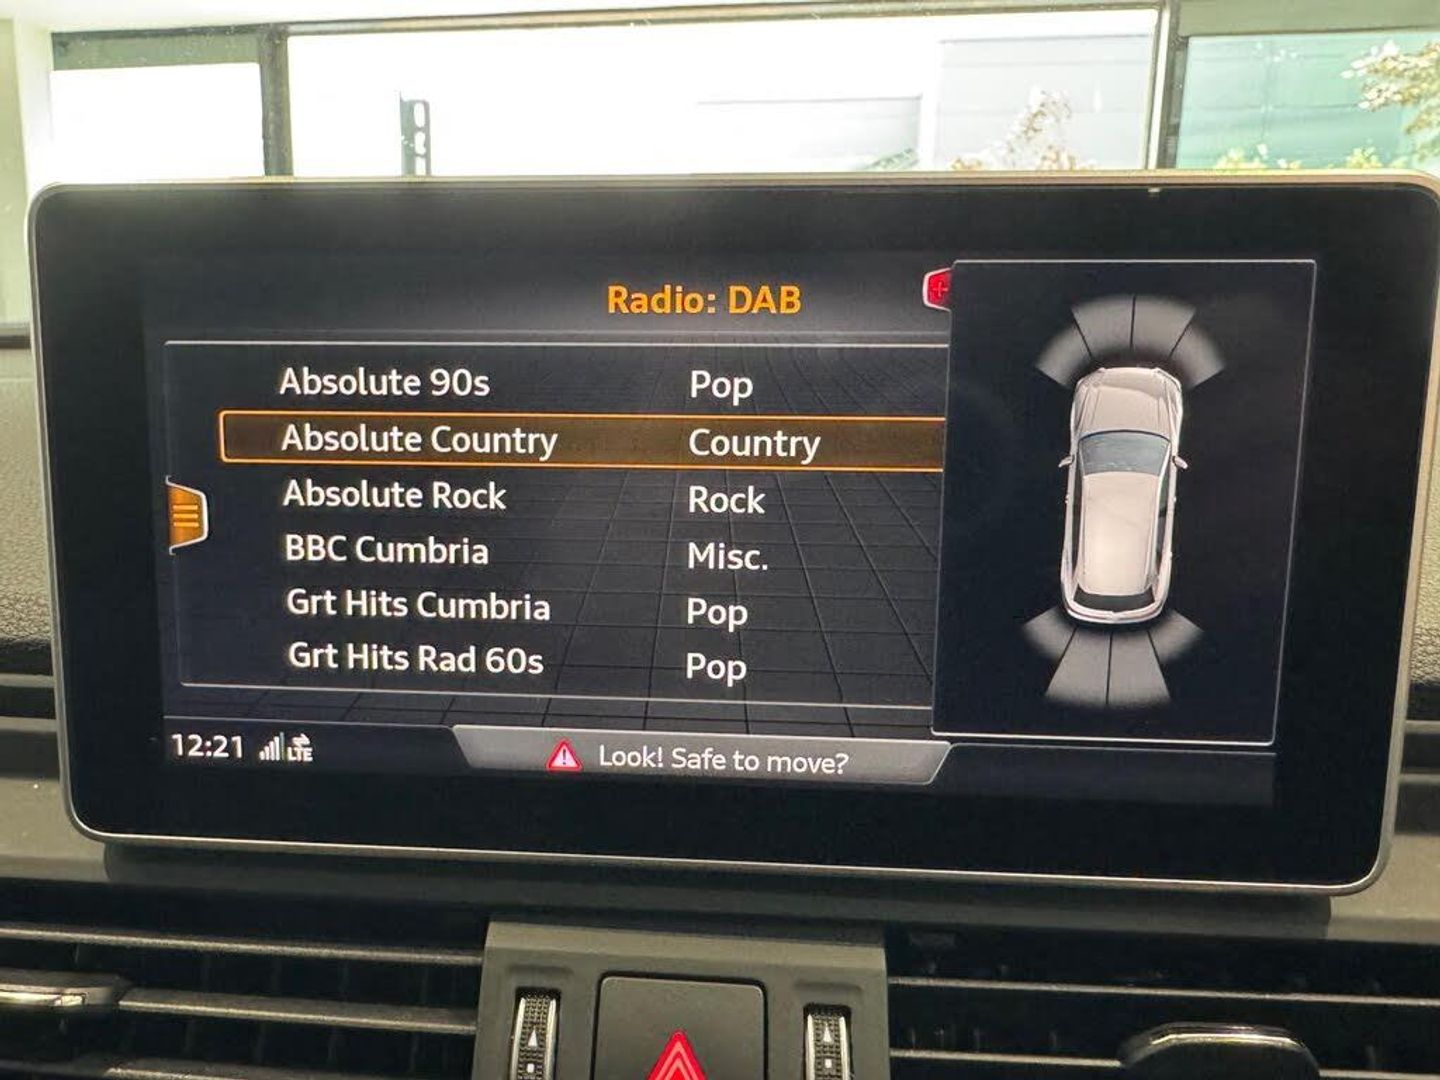 Radio: DAB
Absolute 90s Pop
Absolute Country Country
Absolute Rock Rock
BBC Cumbria Misc.
Grt Hits Cumbria Pop
Grt Hits Rad 60s Pop
12:21 LTE Look! Safe to move?